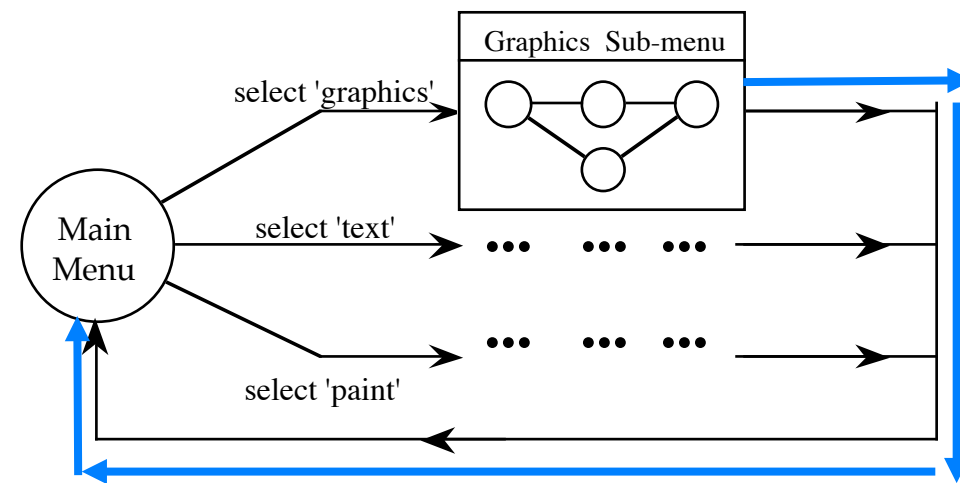 Graphics Sub-menu
select 'graphics'
Main
Menu
select 'text'
••• ••• •••
••• ••• •••
select 'paint'